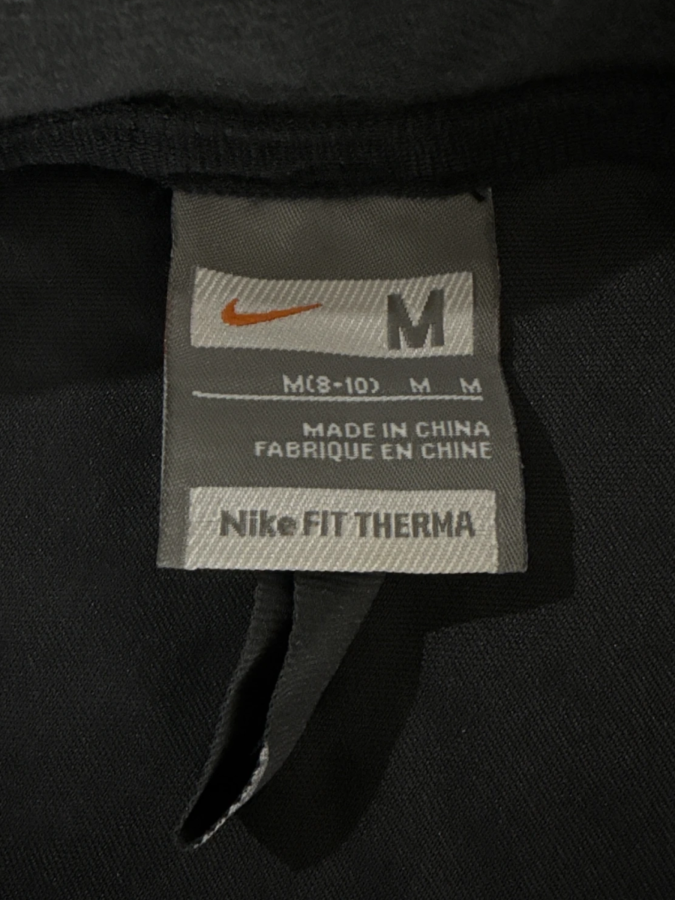 M
M(8-10) M M
MADE IN CHINA
FABRIQUE EN CHINE
Nike FIT THERMA